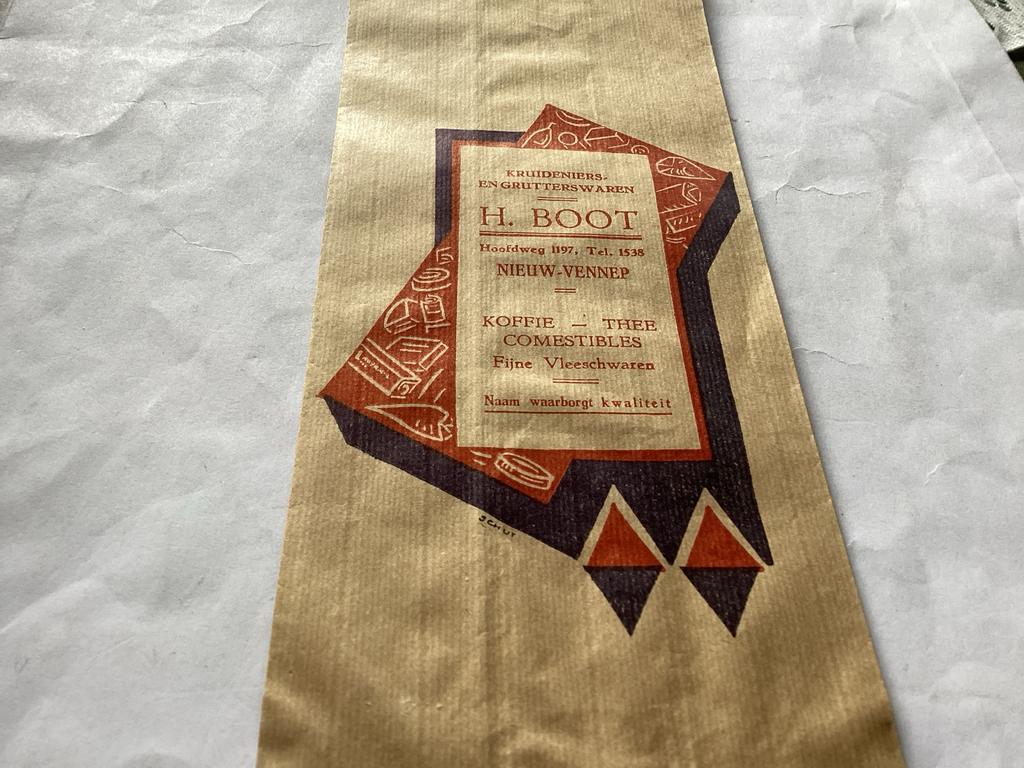 KRUIDENIERS-
EN GRUTTERSWAREN
H. BOOT
Hoofdweg 1197, Tel. 1538
NIEUW-VENNEP
KOFFIE — THEE
COMESTIBLES
Fijne Vleeschwaren
Naam waarborgt kwaliteit